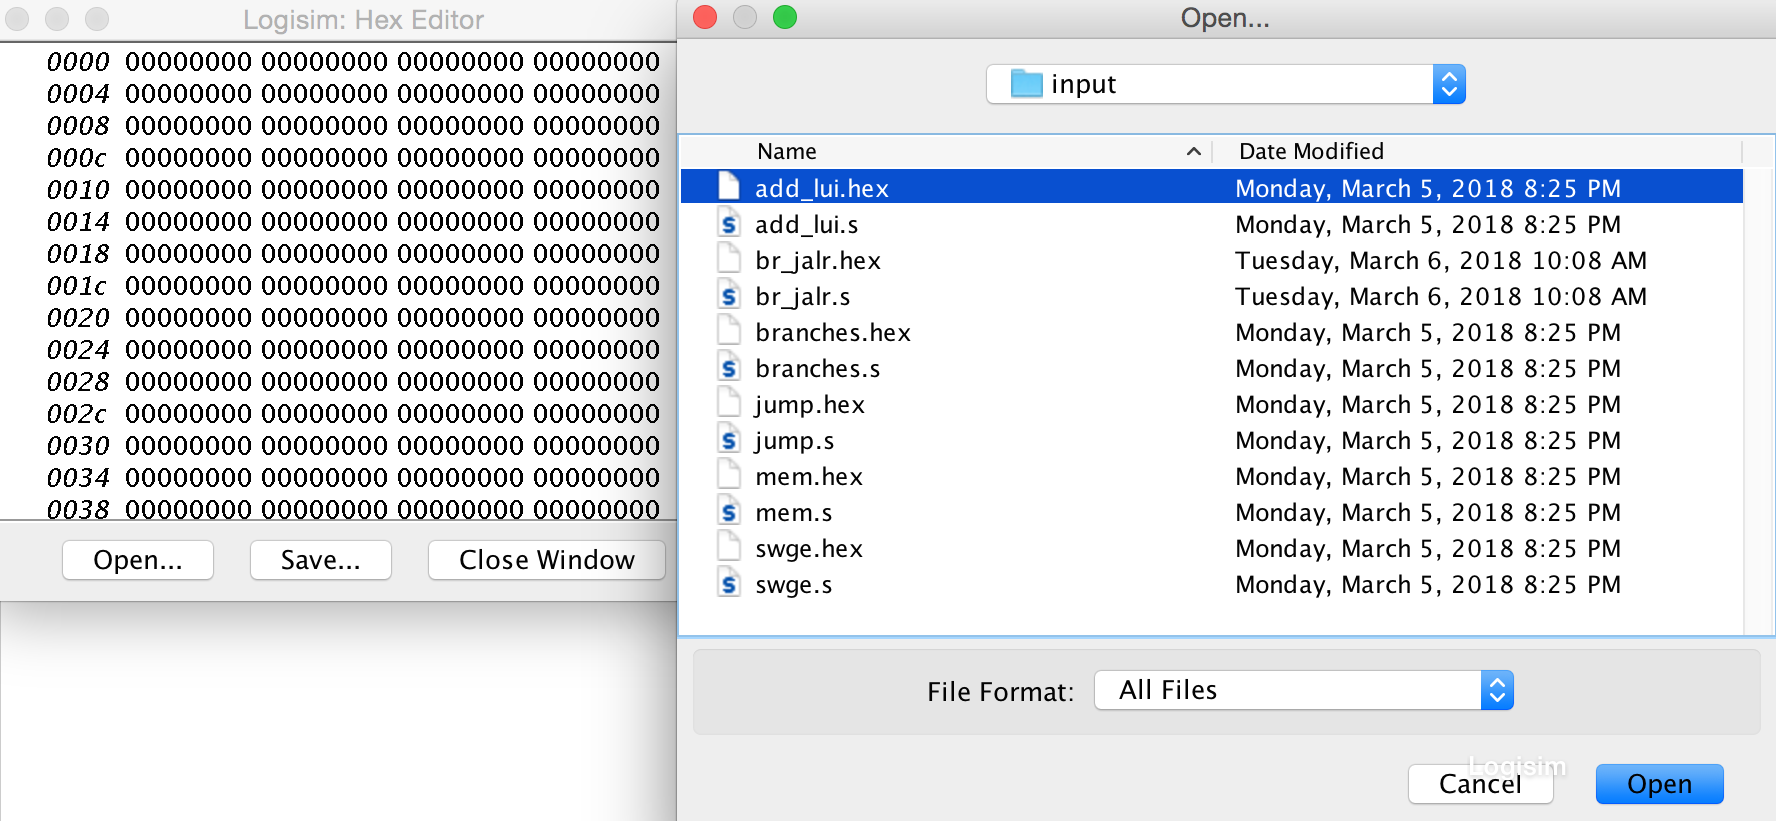 Logisim: Hex Editor
0000 00000000 00000000 00000000 00000000
0004 00000000 00000000 00000000 00000000
0008 00000000 00000000 00000000 00000000
000c 00000000 00000000 00000000 00000000
0010 00000000 00000000 00000000 00000000
0014 00000000 00000000 00000000 00000000
0018 00000000 00000000 00000000 00000000
001c 00000000 00000000 00000000 00000000
0020 00000000 00000000 00000000 00000000
0024 00000000 00000000 00000000 00000000
0028 00000000 00000000 00000000 00000000
002c 00000000 00000000 00000000 00000000
0030 00000000 00000000 00000000 00000000
0034 00000000 00000000 00000000 00000000
0038 00000000 00000000 00000000 00000000
Open... Save... Close Window
Open...
input
Name Date Modified
add_lui.hex Monday, March 5, 2018 8:25 PM
S add_lui.s Monday, March 5, 2018 8:25 PM
br_jalr.hex Tuesday, March 6, 2018 10:08 AM
S br_jalr.s Tuesday, March 6, 2018 10:08 AM
branches.hex Monday, March 5, 2018 8:25 PM
S branches.s Monday, March 5, 2018 8:25 PM
jump.hex Monday, March 5, 2018 8:25 PM
S jump.s Monday, March 5, 2018 8:25 PM
mem.hex Monday, March 5, 2018 8:25 PM
S mem.s Monday, March 5, 2018 8:25 PM
swge.hex Monday, March 5, 2018 8:25 PM
S swge.s Monday, March 5, 2018 8:25 PM
File Format: All Files
Logisim
Cancel Open